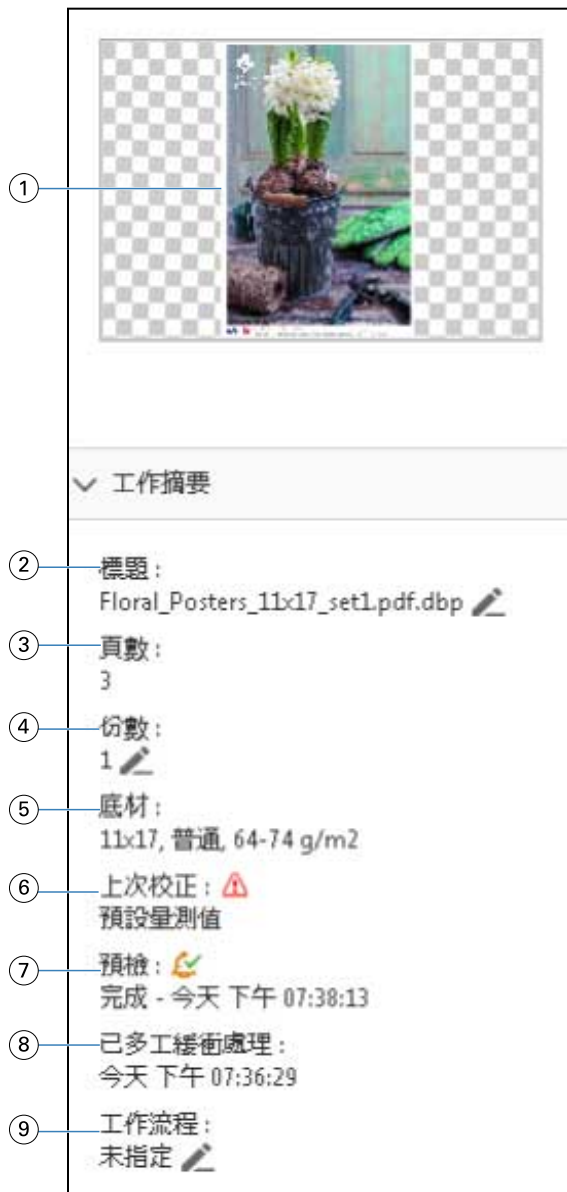 1
工作摘要
2
標題：
Floral_Posters_11x17_set1.pdf.dbp
3
頁數：
3
4
份數：
1
5
底材：
11x17, 普通, 64-74 g/m2
6
上次校正：
預設量測值
7
預檢：
完成 - 今天 下午 07:38:13
8
已多工緩衝處理：
今天 下午 07:36:29
9
工作流程：
未指定